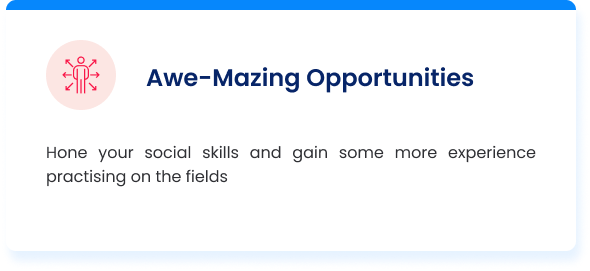 Awe-Mazing Opportunities
Hone your social skills and gain some more experience
practising on the fields